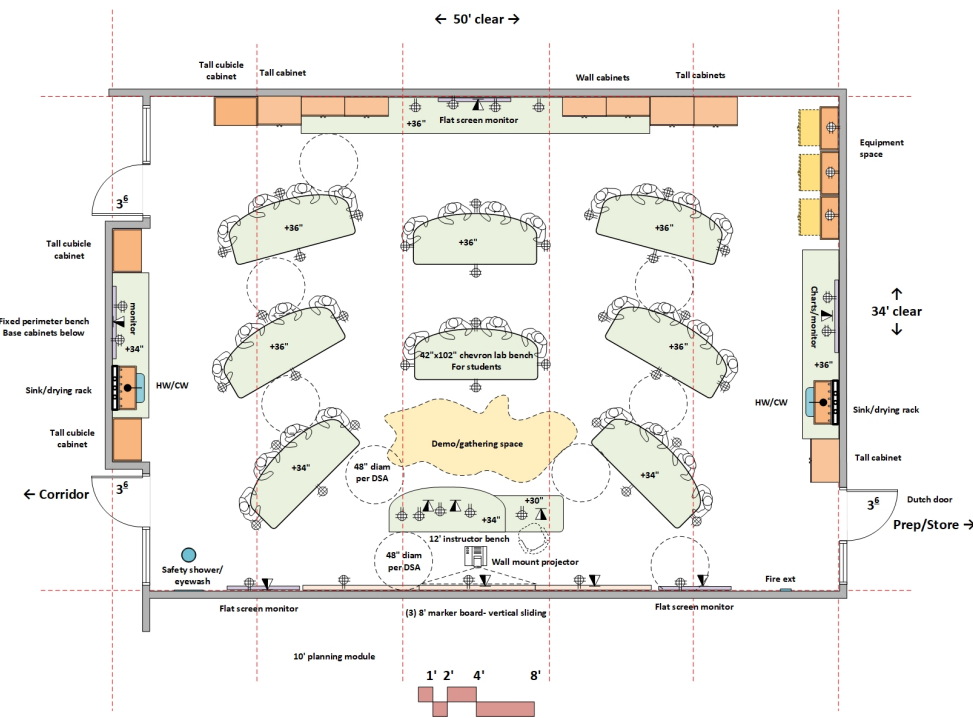 ← 50' clear →
Tall cubicle
cabinet
Tall cabinet
Wall cabinets
Tall cabinets
+36"
Flat screen monitor
Equipment
space
3⁶
+36"
+36"
+36"
Tall cubicle
cabinet
monitor
+34"
Fixed perimeter bench
Base cabinets below
Charts/monitor
+36"
↑
34' clear
↓
+36"
42"x102" chevron lab bench
For students
+36"
Sink/drying rack
HW/CW
HW/CW
Sink/drying rack
Tall cubicle
cabinet
Demo/gathering space
Tall cabinet
+34"
48" diam
per DSA
+34"
← Corridor
3⁶
+30"
+34"
3⁶
Dutch door
Prep/Store →
12' instructor bench
48" diam
per DSA
Wall mount projector
Safety shower/
eyewash
Fire ext
Flat screen monitor
(3) 8' marker board- vertical sliding
Flat screen monitor
10' planning module
1' 2' 4' 8'